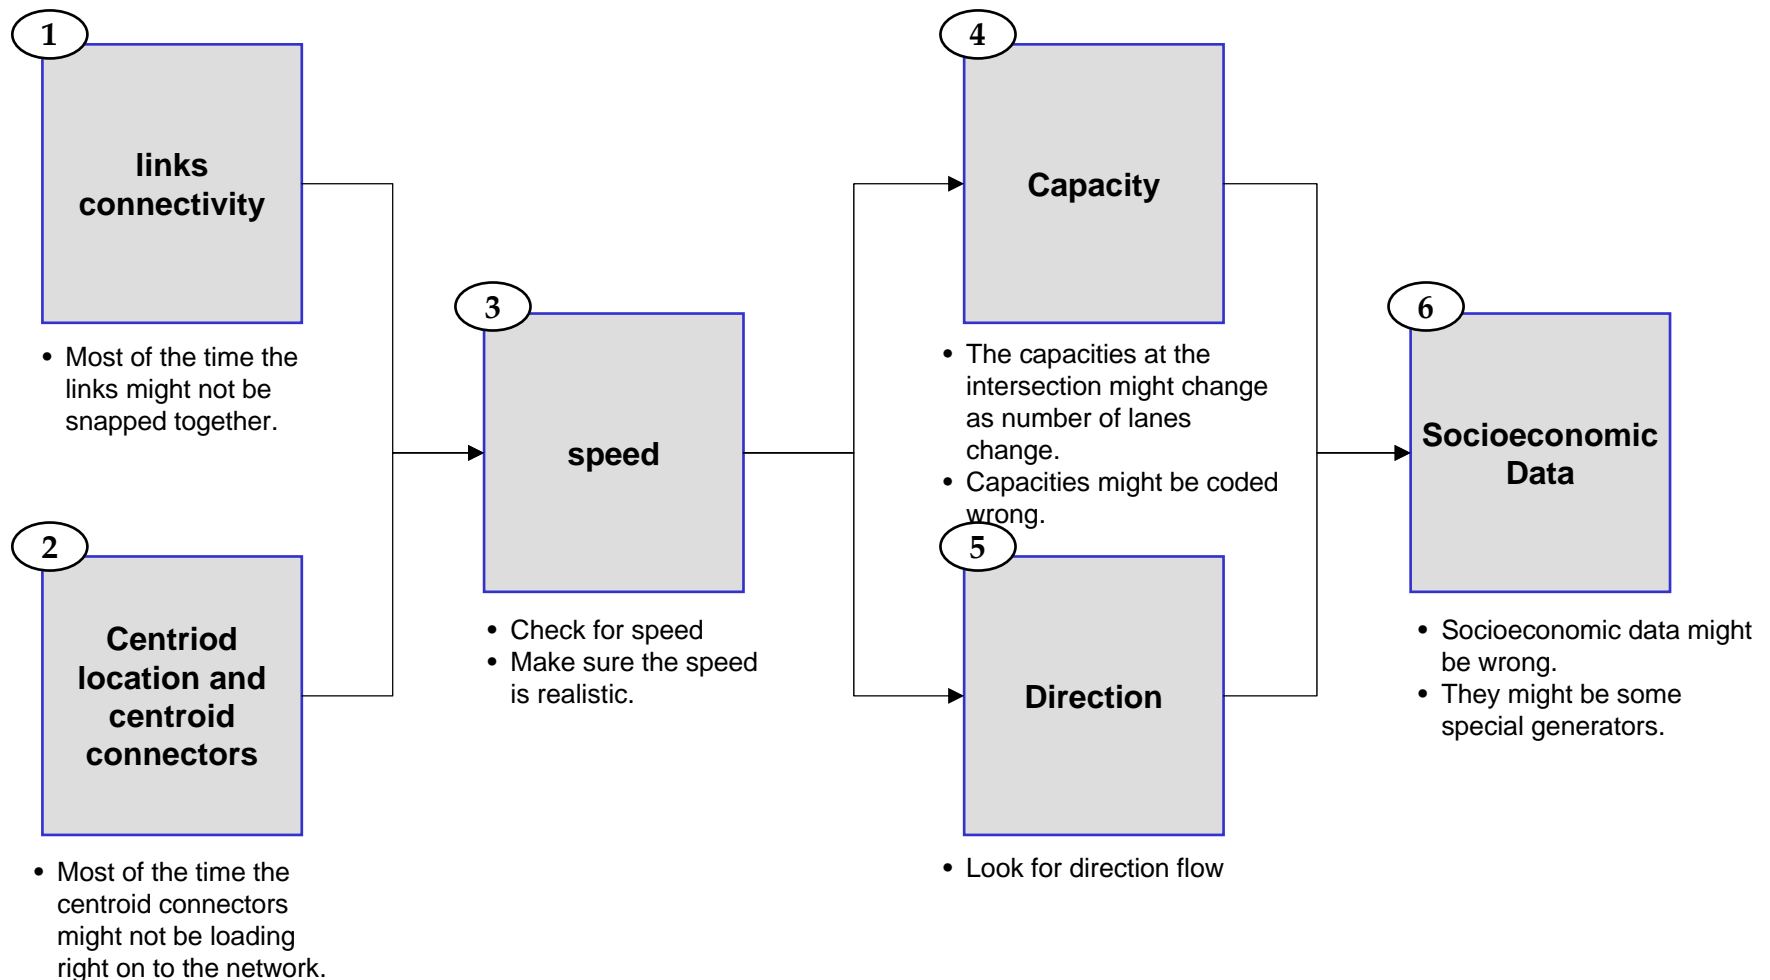 1
links
connectivity
• Most of the time the
links might not be
snapped together.
2
Centriod
location and
centroid
connectors
• Most of the time the
centroid connectors
might not be loading
right on to the network.
3
speed
• Check for speed
• Make sure the speed
is realistic.
4
Capacity
• The capacities at the
intersection might change
as number of lanes
change.
• Capacities might be coded
wrong.
5
Direction
• Look for direction flow
6
Socioeconomic
Data
• Socioeconomic data might
be wrong.
• They might be some
special generators.